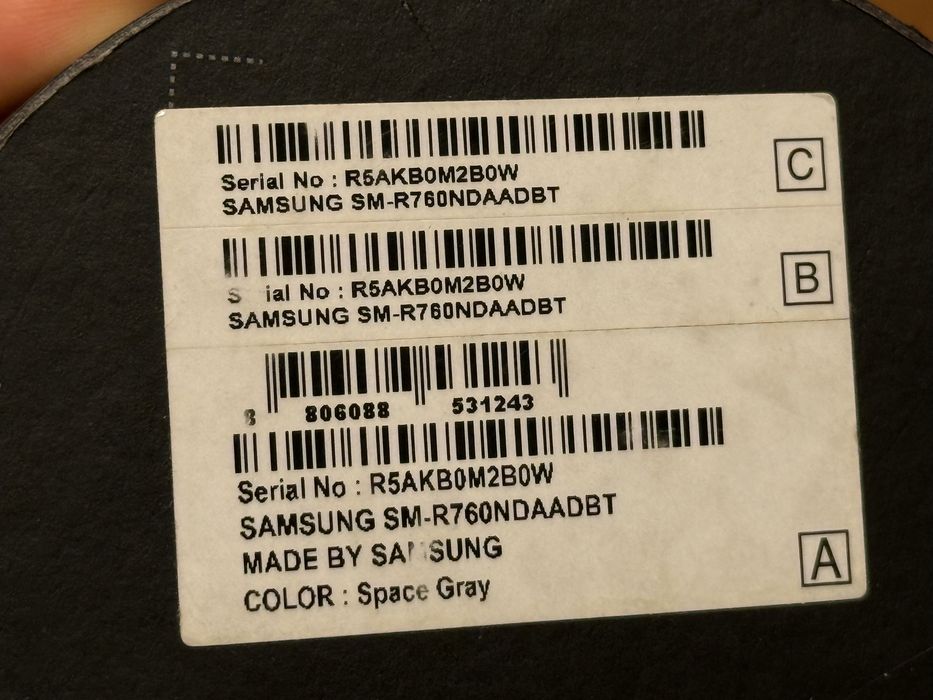 C
Serial No : R5AKB0M2B0W
SAMSUNG SM-R760NDAADBT
B
S ial No : R5AKB0M2B0W
SAMSUNG SM-R760NDAADBT
8 806088 531243
Serial No : R5AKB0M2B0W
SAMSUNG SM-R760NDAADBT
MADE BY SAMSUNG
COLOR : Space Gray
A